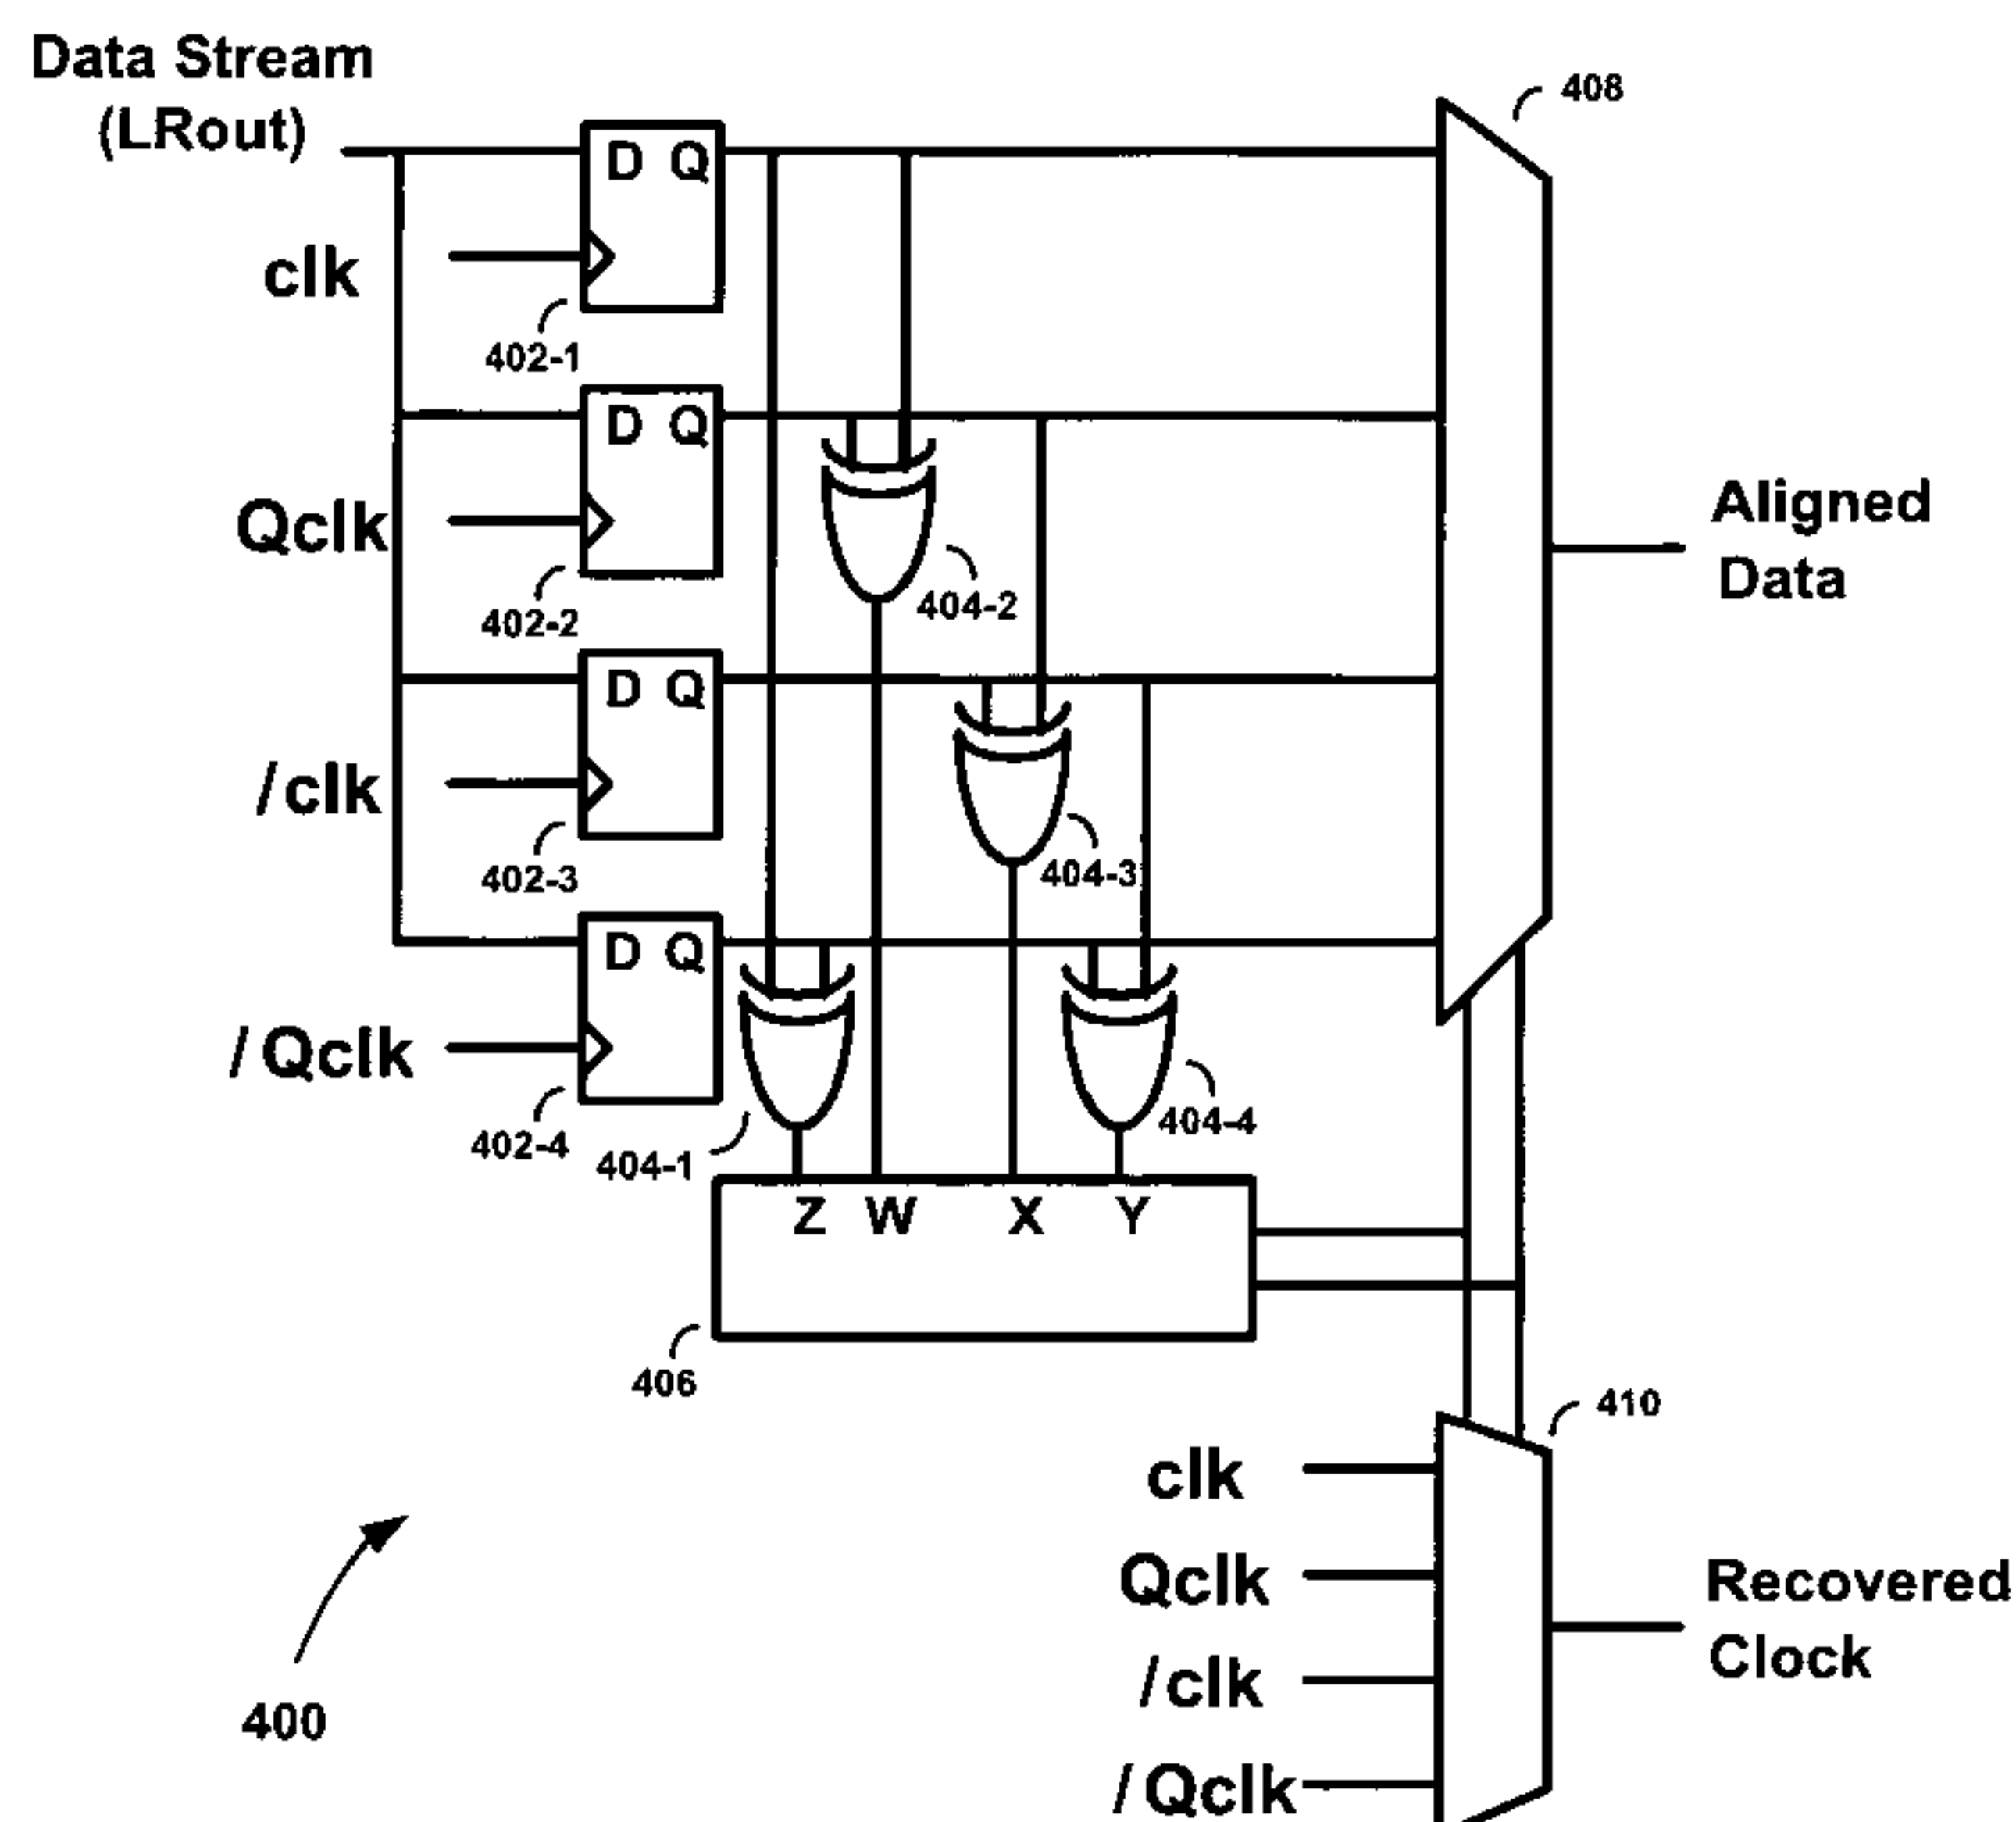 Data Stream
(LRout)
408
D Q
clk
402-1
D Q
Qclk
402-2
404-2
Aligned
Data
D Q
/clk
402-3
404-3
D Q
/Qclk
402-4
404-1
404-4
Z W X Y
406
410
clk
Qclk
/clk
/Qclk
Recovered
Clock
400